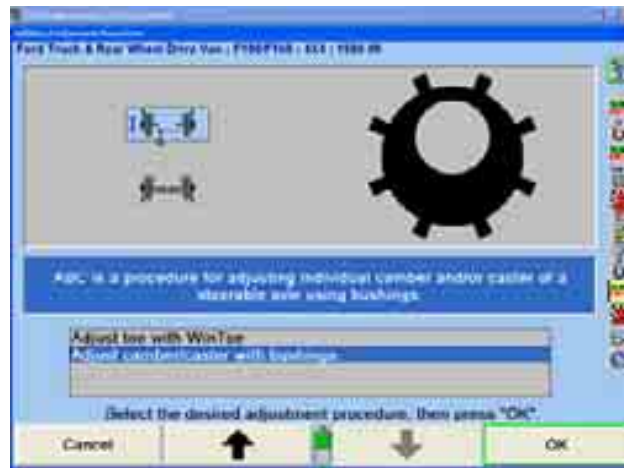 Ford Truck & Rear Wheel Drive Van : F100/F150 : 4X4 : 1980-96
ABC is a procedure for adjusting individual camber and/or caster of a
steerable axle using bushings.
Adjust toe with WinToe
Adjust camber/caster with bushings
Select the desired adjustment procedure, then press "OK".
Cancel
OK